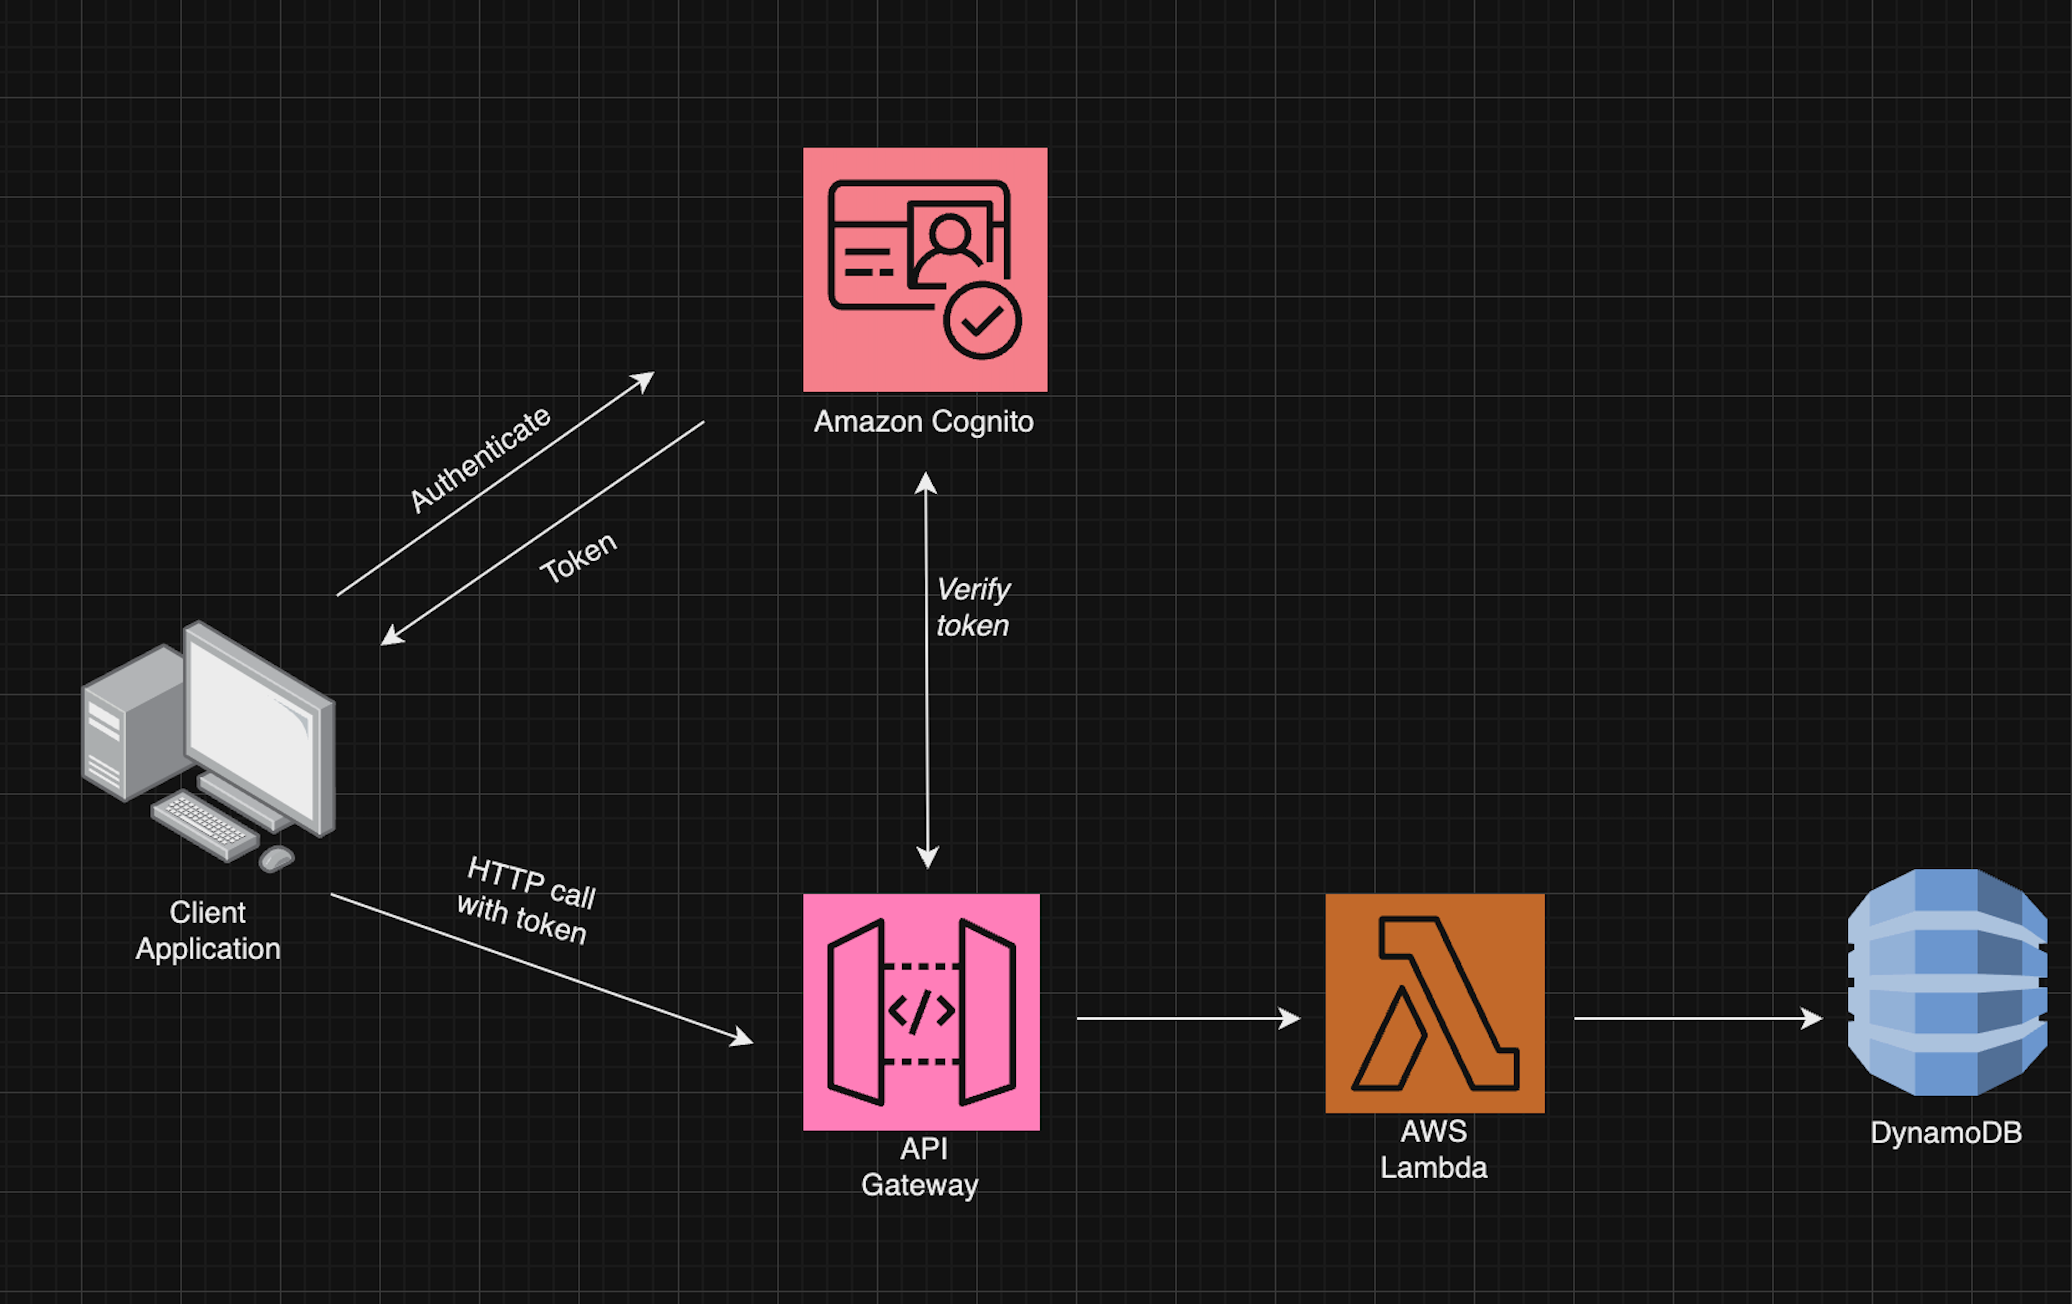 Amazon Cognito
Authenticate
Token
Verify
token
Client
Application
HTTP call
with token
</>
API
Gateway
AWS
Lambda
DynamoDB